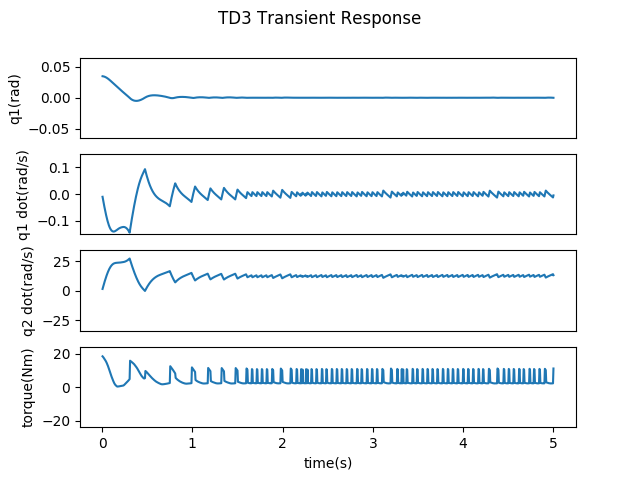 TD3 Transient Response
q1(rad)
0.05
0.00
−0.05
q1 dot(rad/s)
0.1
0.0
−0.1
q2 dot(rad/s)
25
0
−25
torque(Nm)
20
0
−20
0 1 2 3 4 5
time(s)